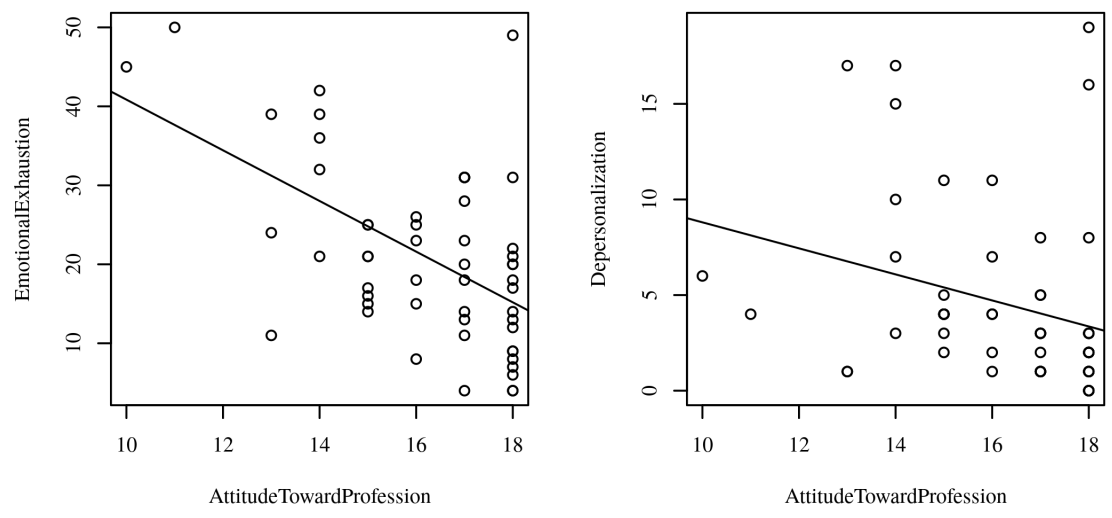 EmotionalExhaustion
50
40
30
20
10
10 12 14 16 18
AttitudeTowardProfession
Depersonalization
15
10
5
0
10 12 14 16 18
AttitudeTowardProfession